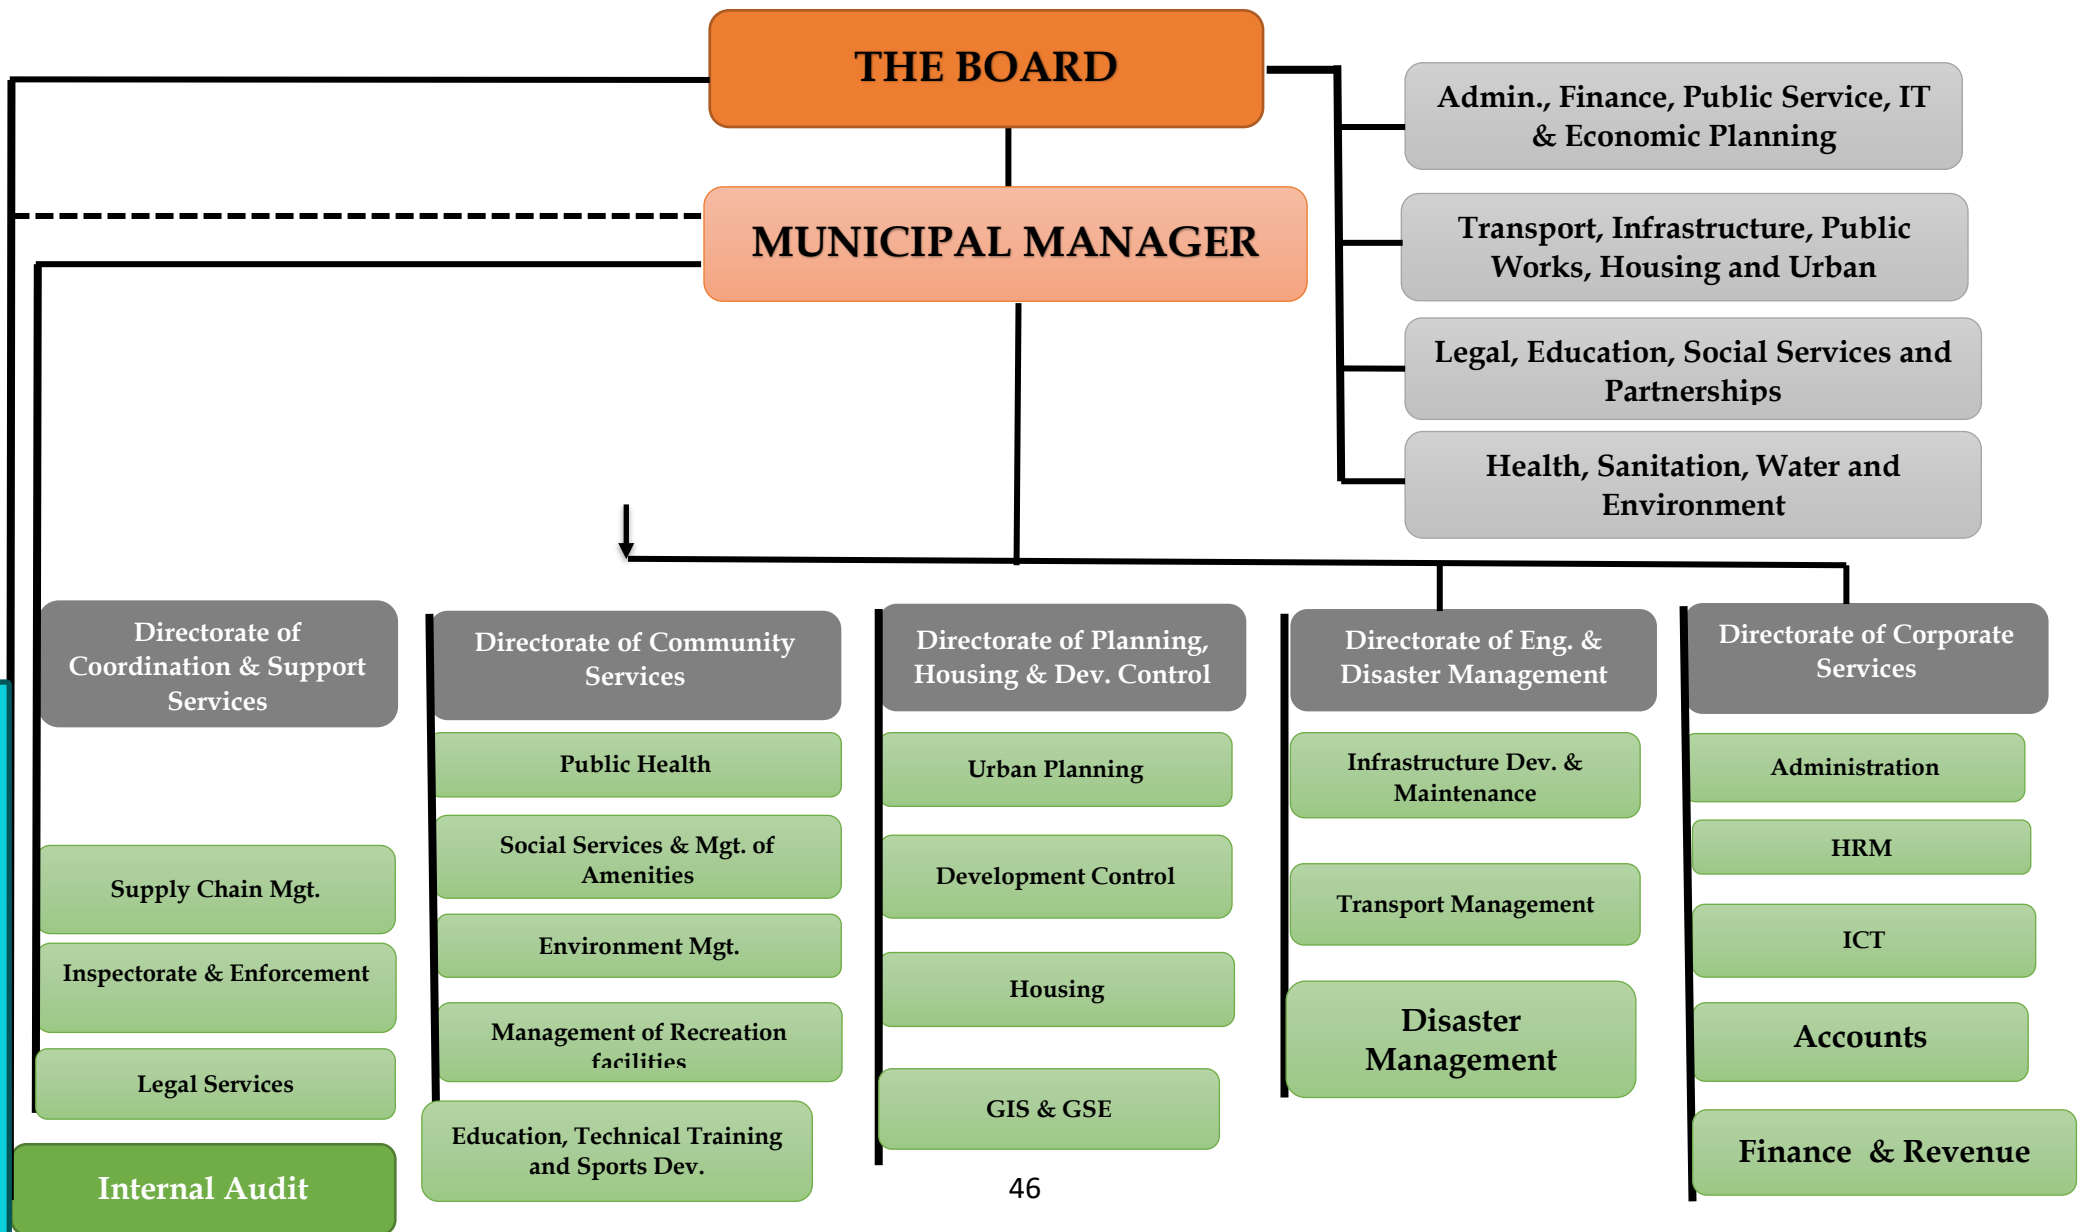 THE BOARD
Admin., Finance, Public Service, IT
& Economic Planning
MUNICIPAL MANAGER
Transport, Infrastructure, Public
Works, Housing and Urban
Legal, Education, Social Services and
Partnerships
Health, Sanitation, Water and
Environment
Directorate of
Coordination & Support
Services
Supply Chain Mgt.
Inspectorate & Enforcement
Legal Services
Internal Audit
Directorate of Community
Services
Public Health
Social Services & Mgt. of
Amenities
Environment Mgt.
Management of Recreation
facilities
Education, Technical Training
and Sports Dev.
Directorate of Planning,
Housing & Dev. Control
Urban Planning
Development Control
Housing
GIS & GSE
Directorate of Eng. &
Disaster Management
Infrastructure Dev. &
Maintenance
Transport Management
Disaster
Management
Directorate of Corporate
Services
Administration
HRM
ICT
Accounts
Finance & Revenue
46